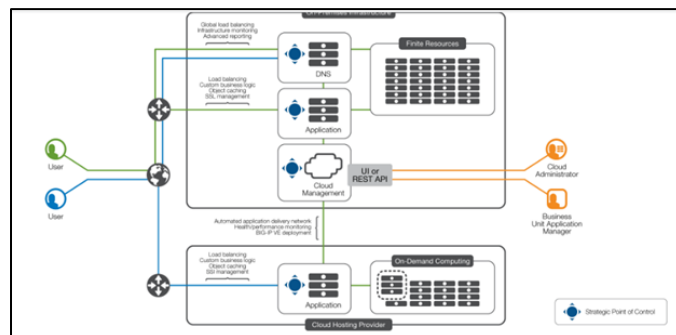 On-Premises Infrastructure
Global load balancing
Infrastructure monitoring
Advanced reporting
DNS
Finite Resources
Load balancing
Custom business logic
Object caching
SSL management
Application
User
User
Cloud
Management
UI or
REST API
Cloud
Administrator
Business
Unit Application
Manager
Automated application delivery network
Health/performance monitoring
BIG-IP VE deployment
Load balancing
Custom business logic
Object caching
SSl management
Application
On-Demand Computing
Cloud Hosting Provider
Strategic Point of Control